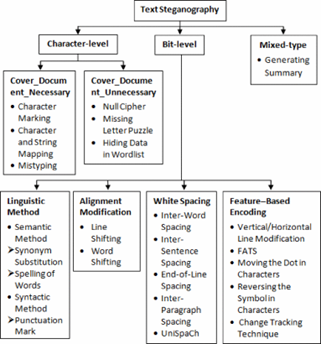 Text Steganography
Character-level
Bit-level
Mixed-type
• Generating
Summary
Cover_Docum
ent_Necessary
• Character
Marking
• Character
and String
Mapping
• Mistyping
Cover_Docume
nt_Unnecessary
• Null Cipher
• Missing
Letter Puzzle
• Hiding Data
in Wordlist
Linguistic
Method
• Semantic
Method
➢ Synonym
Substitution
➢ Spelling of
Words
• Syntactic
Method
➢ Punctuation
Mark
Alignment
Modification
• Line
Shifting
• Word
Shifting
White Spacing
• Inter-Word
Spacing
• Inter-
Sentence
Spacing
• End-of-Line
Spacing
• Inter-
Paragraph
Spacing
• UniSpaCh
Feature–Based
Encoding
• Vertical/Horizontal
Line Modification
• FATS
• Moving the Dot in
Characters
• Reversing the
Symbol in
Characters
• Change Tracking
Technique